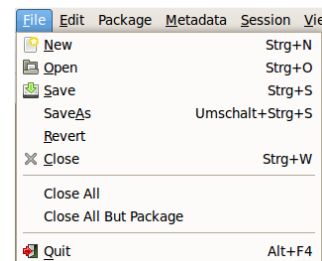 File Edit Package Metadata Session Vie
New Strg+N
Open Strg+O
Save Strg+S
SaveAs Umschalt+Strg+S
Revert
Close Strg+W
Close All
Close All But Package
Quit Alt+F4